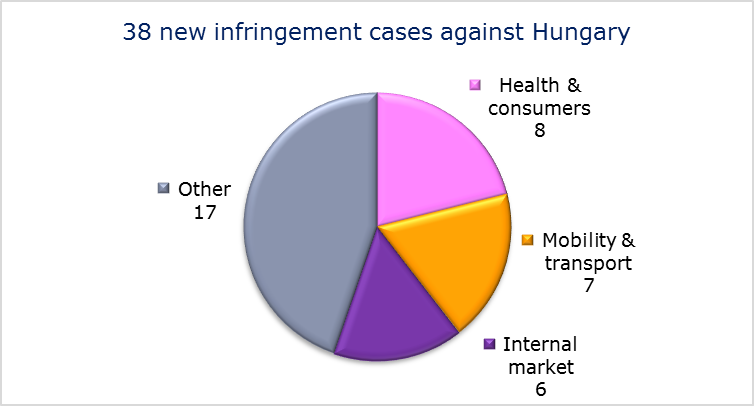 38 new infringement cases against Hungary
Health &
consumers
8
Other
17
Mobility &
transport
7
Internal
market
6